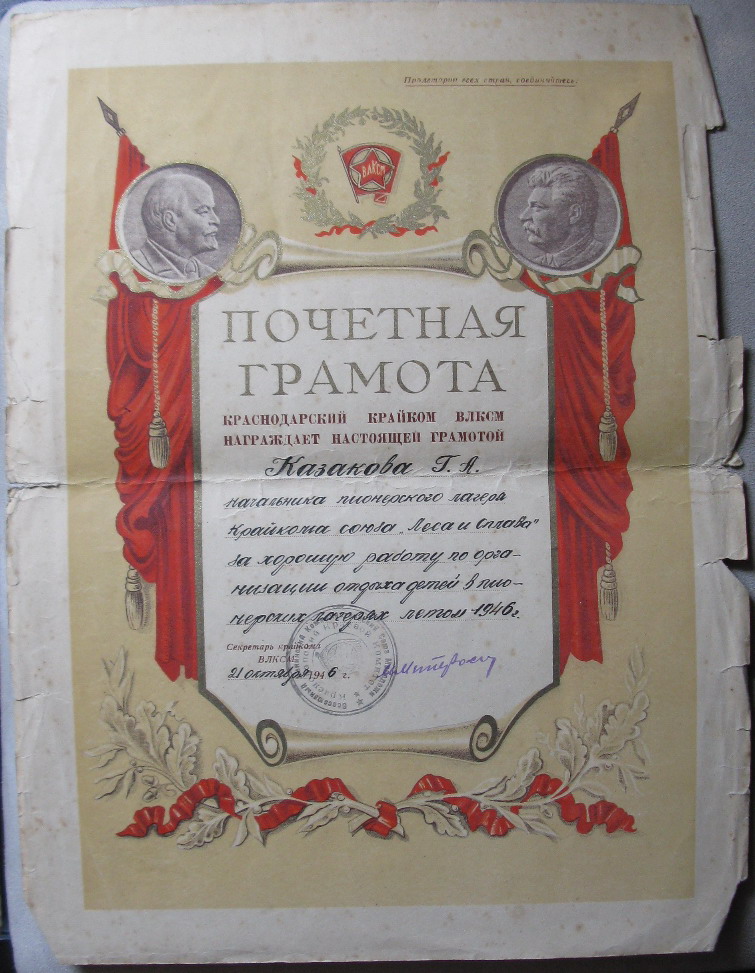 Пролетарии всех стран, соединяйтесь!
ВЛКСМ
ПОЧЕТНАЯ
ГРАМОТА
КРАСНОДАРСКИЙ КРАЙКОМ ВЛКСМ
НАГРАЖДАЕТ НАСТОЯЩЕЙ ГРАМОТОЙ
Казакова Г. А.
начальника пионерского лагеря
Крайкома союза „Леса и Сплава"
за хорошую работу по орга-
низации отдыха детей в пио-
нерских лагерях летом 1946 г.
Секретарь крайкома
ВЛКСМ
21 октября 1946 г.